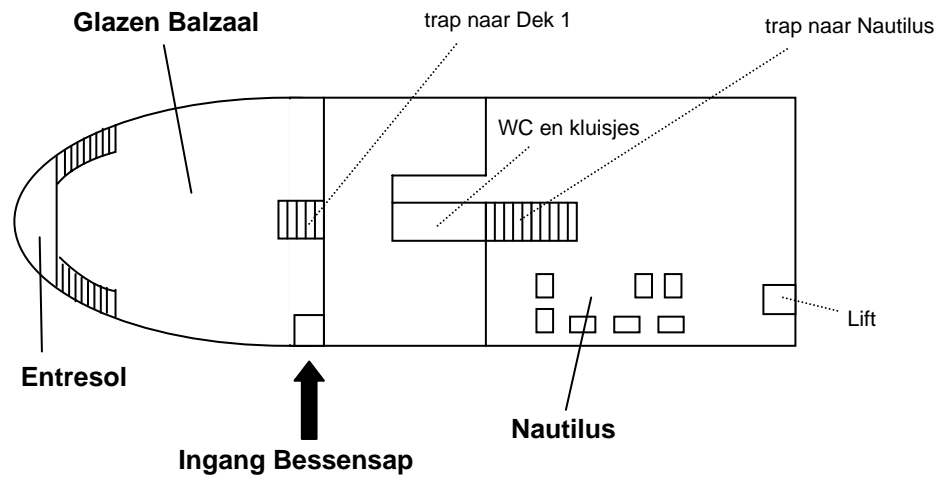 Glazen Balzaal
trap naar Dek 1
trap naar Nautilus
WC en kluisjes
Lift
Entresol
Nautilus
Ingang Bessensap